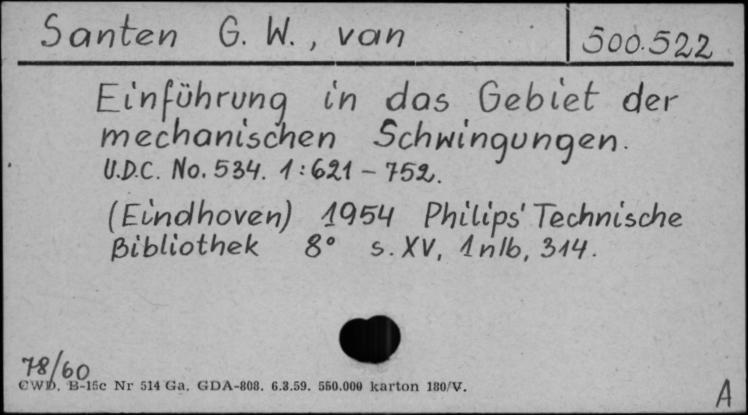 Santen G. W., van
500.522
Einführung in das Gebiet der
mechanischen Schwingungen.
U.D.C. No. 534. 1:621-752.
(Eindhoven) 1954 Philips' Technische
Bibliothek 8° s. XV, 1nlb, 314.
78/60
CWD. B-15c Nr 514 Ga. GDA-808. 6.3.59. 550.000 karton 180/V.
A